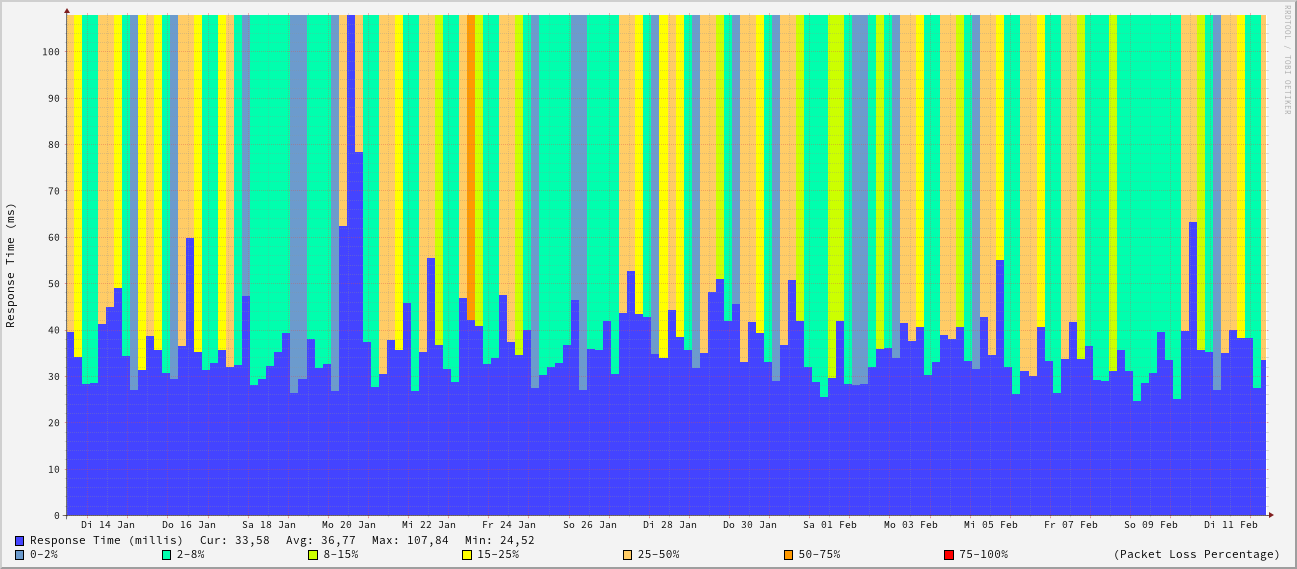 RRDTOOL / TOBI OETIKER
Response Time (ms)
100
90
80
70
60
50
40
30
20
10
0
Di 14 Jan Do 16 Jan Sa 18 Jan Mo 20 Jan Mi 22 Jan Fr 24 Jan So 26 Jan Di 28 Jan Do 30 Jan Sa 01 Feb Mo 03 Feb Mi 05 Feb Fr 07 Feb So 09 Feb Di 11 Feb
Response Time (millis) Cur: 33,58 Avg: 36,77 Max: 107,84 Min: 24,52
0-2% 2-8% 8-15% 15-25% 25-50% 50-75% 75-100% (Packet Loss Percentage)